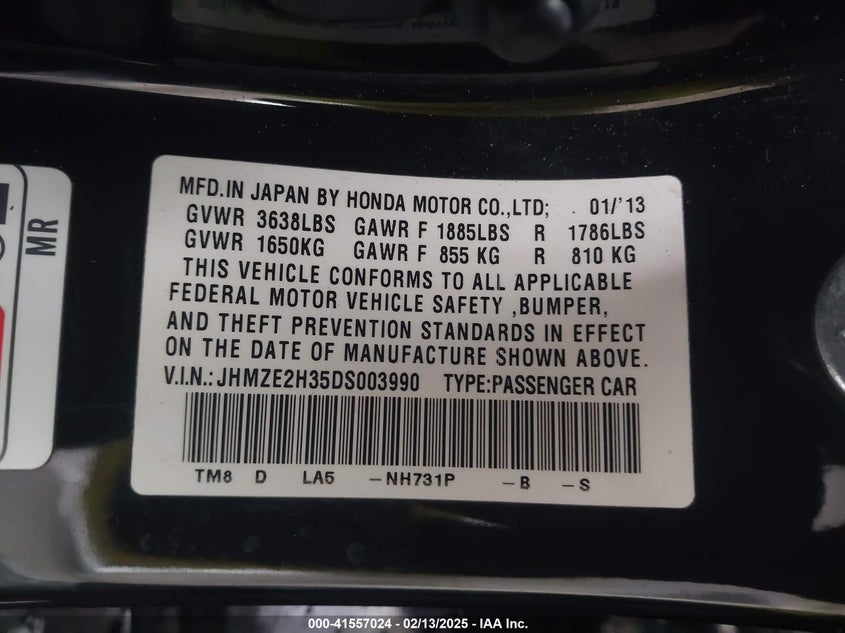 MR
MFD.IN JAPAN BY HONDA MOTOR CO.,LTD; 01/'13
GVWR 3638LBS GAWR F 1885LBS R 1786LBS
GVWR 1650KG GAWR F 855 KG R 810 KG
THIS VEHICLE CONFORMS TO ALL APPLICABLE
FEDERAL MOTOR VEHICLE SAFETY ,BUMPER,
AND THEFT PREVENTION STANDARDS IN EFFECT
ON THE DATE OF MANUFACTURE SHOWN ABOVE.
V.I.N.:JHMZE2H35DS003990 TYPE:PASSENGER CAR
TM8 D LA5 -NH731P -B -S
000-41557024 - 02/13/2025 - IAA Inc.